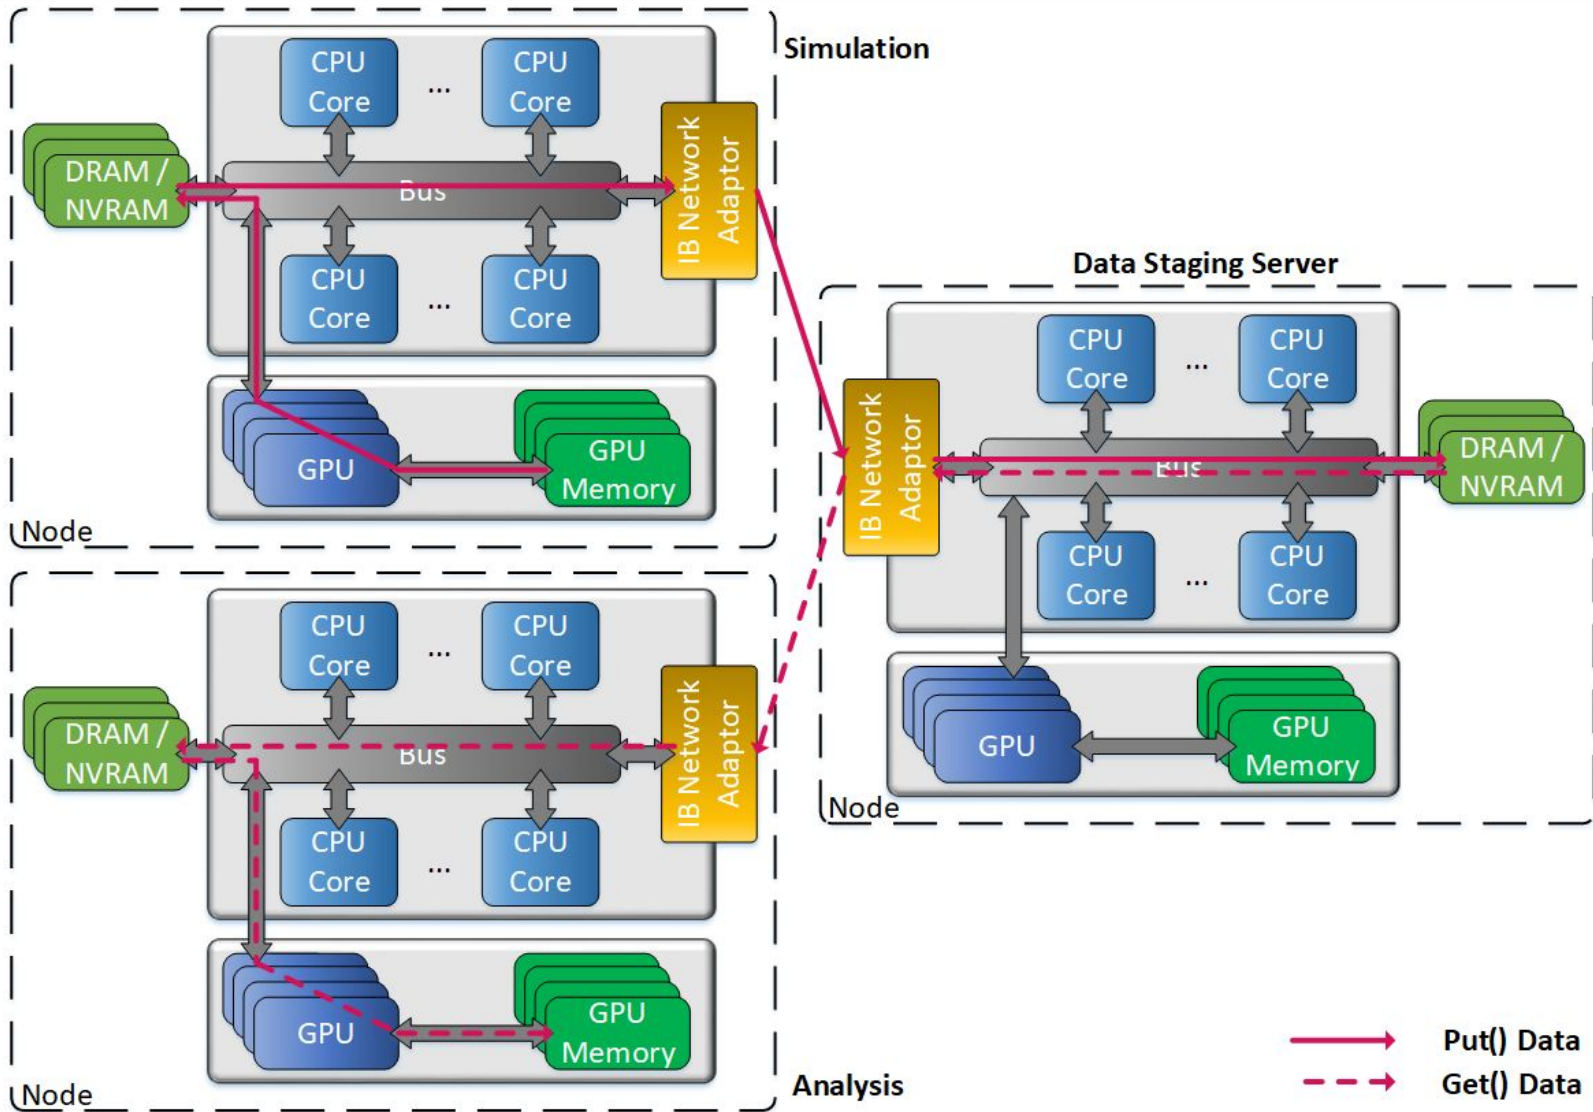 Simulation
CPU
Core
...
CPU
Core
DRAM /
NVRAM
Bus
IB Network
Adaptor
CPU
Core
...
CPU
Core
GPU
GPU
Memory
Node
Data Staging Server
CPU
Core
...
CPU
Core
IB Network
Adaptor
Bus
DRAM /
NVRAM
CPU
Core
...
CPU
Core
GPU
GPU
Memory
Node
CPU
Core
...
CPU
Core
DRAM /
NVRAM
Bus
IB Network
Adaptor
CPU
Core
...
CPU
Core
GPU
GPU
Memory
Node
Analysis
Put() Data
Get() Data